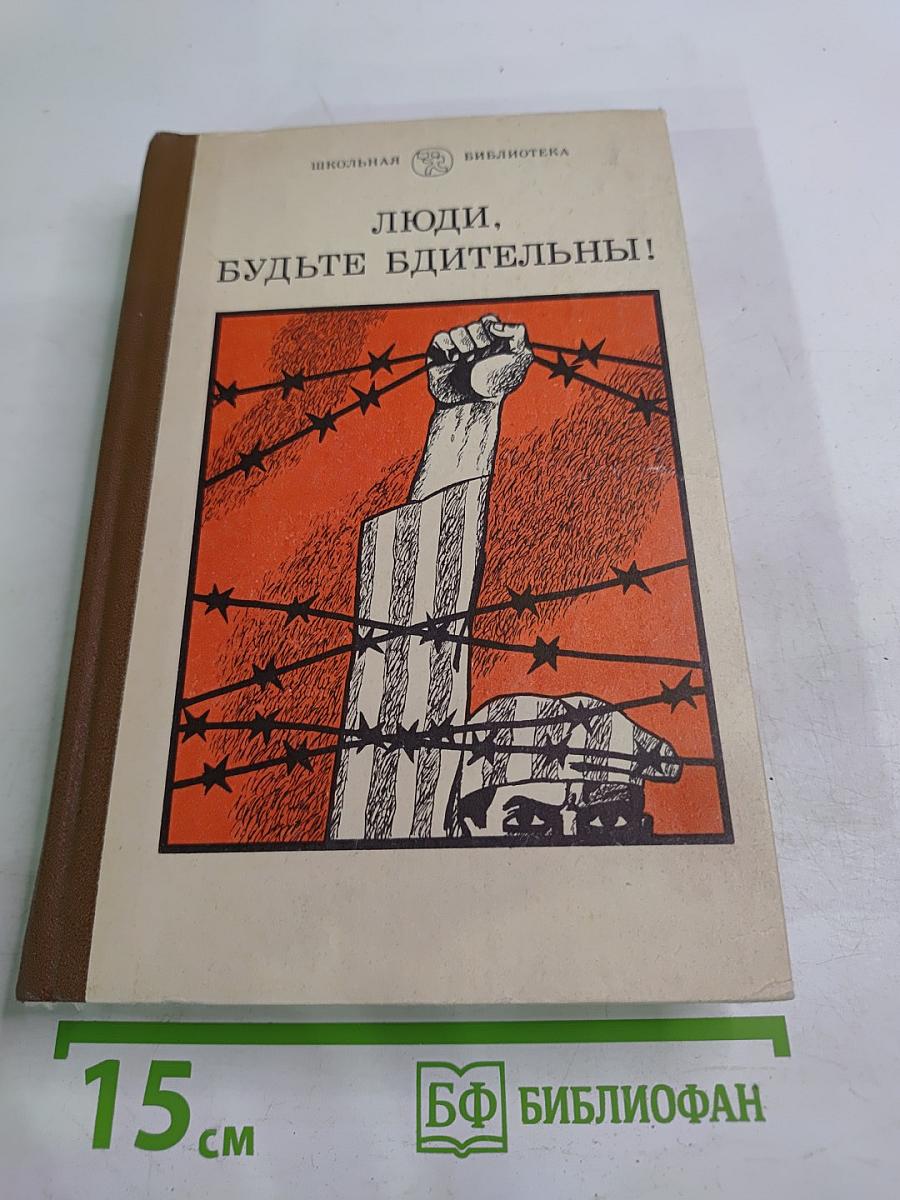 ШКОЛЬНАЯ БИБЛИОТЕКА
ЛЮДИ,
БУДЬТЕ БДИТЕЛЬНЫ!
15 см
БФ БИБЛИОФАН